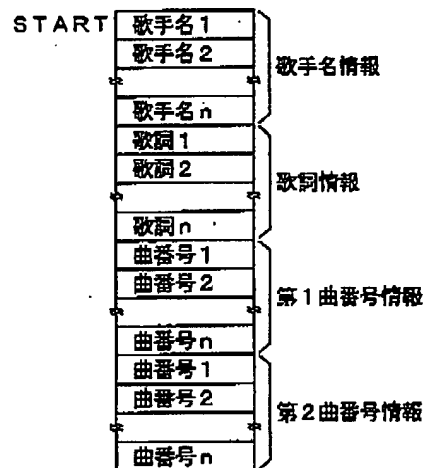 START 歌手名1
歌手名2
歌手名情報
歌手名n
歌詞1
歌詞2
歌詞情報
歌詞n
曲番号1
曲番号2
第1曲番号情報
曲番号n
曲番号1
曲番号2
第2曲番号情報
曲番号n